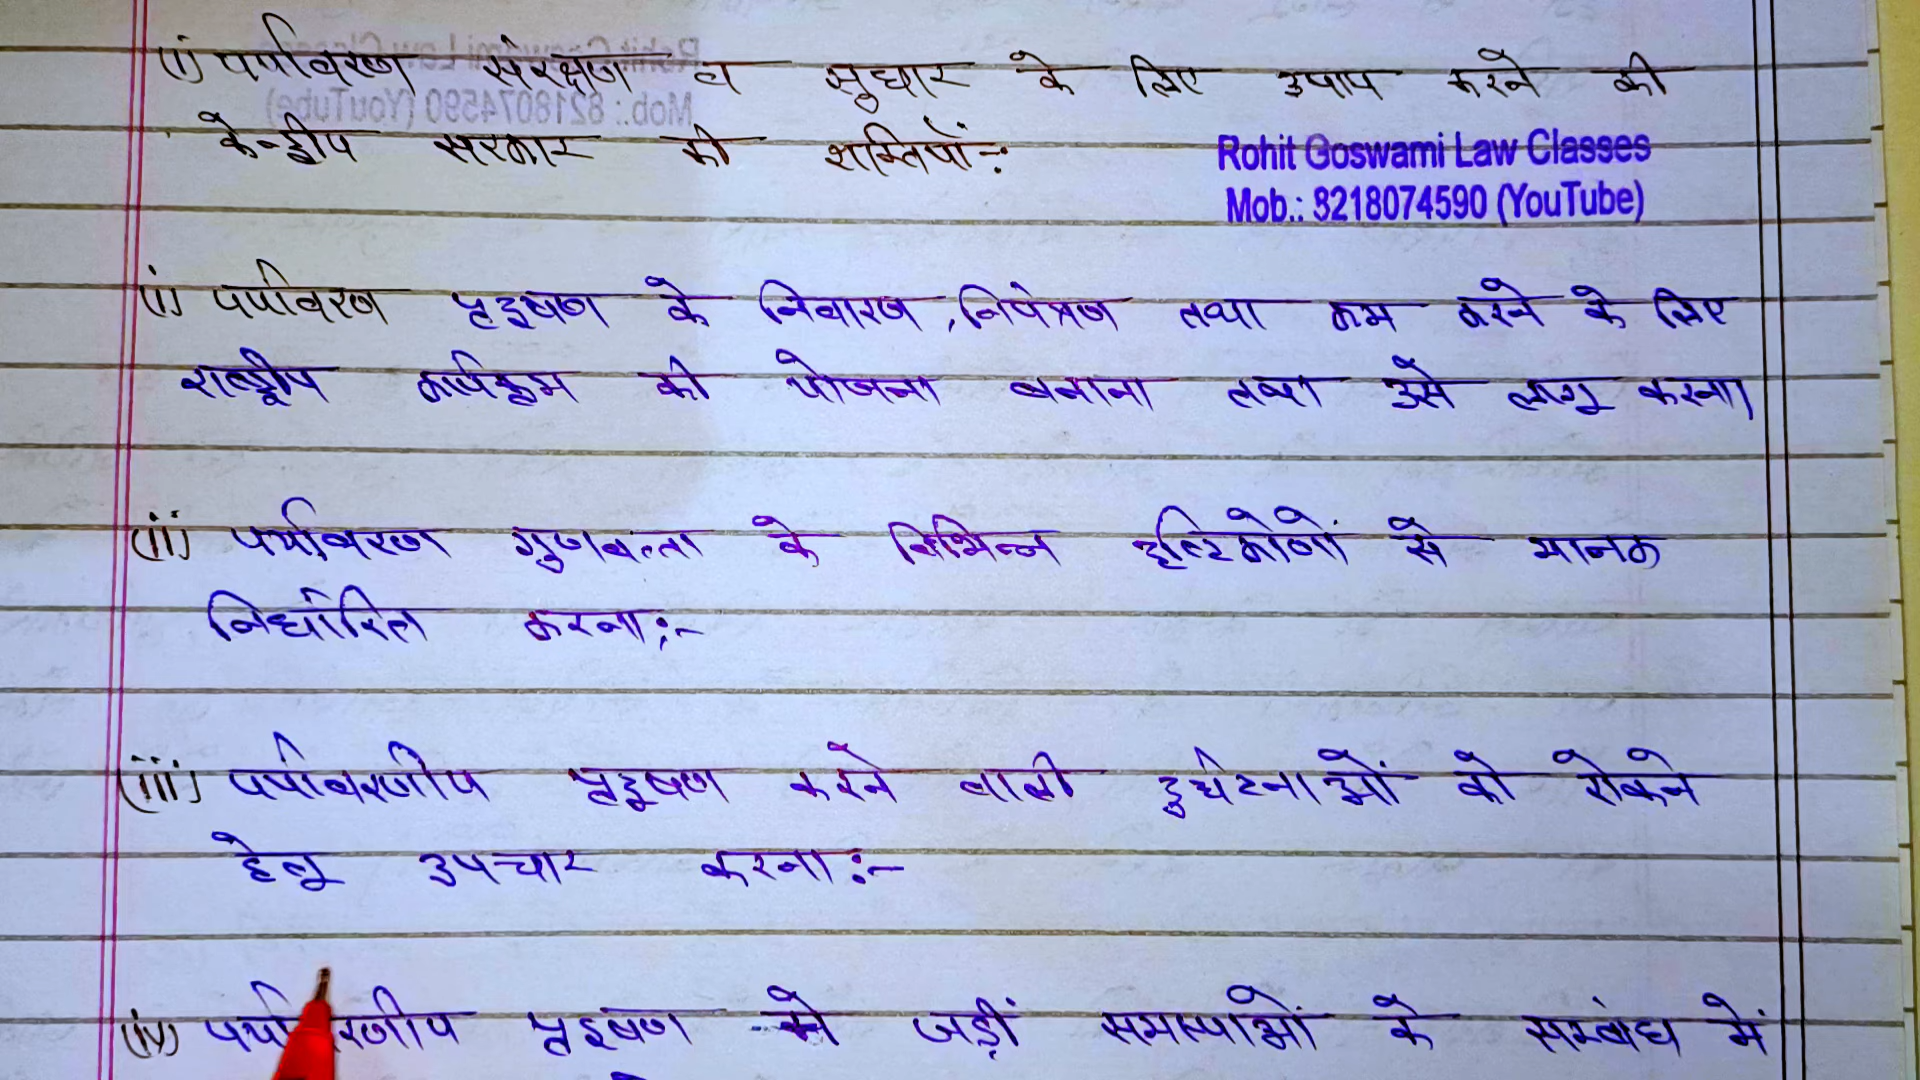 (i) पर्यावरण संरक्षण व सुधार के लिए उपाय करने की
केन्द्रीय सरकार की शक्तियाँ:-
Rohit Goswami Law Classes
Mob.: 8218074590 (YouTube)
(i) पर्यावरण प्रदूषण के निवारण, नियंत्रण तथा कम करने के लिए
राष्ट्रीय कार्यक्रम की योजना बनाना तथा उसे लागू करना।
(ii) पर्यावरण गुणवत्ता के विभिन्न दृष्टिकोणों से मानक
निर्धारित करना:-
(iii) पर्यावरणीय प्रदूषण करने वाली दुर्घटनाओं को रोकने
हेतू उपचार करना:-
(iv) पर्यावरणीय प्रदूषण से जड़ीं समस्याओं के सम्बंध में